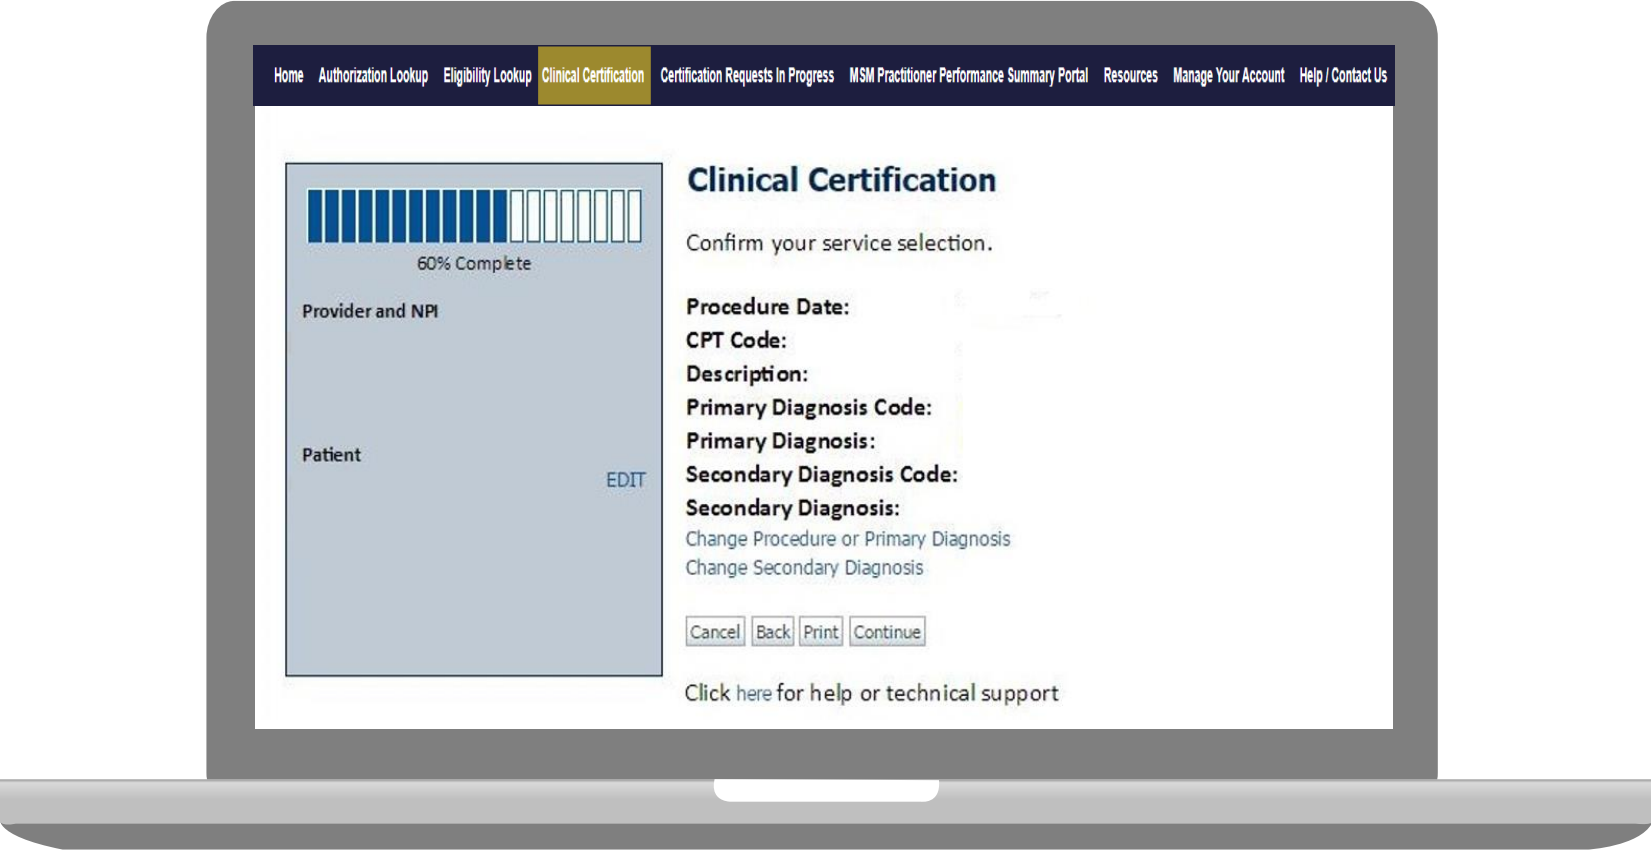 Home Authorization Lookup Eligibility Lookup Clinical Certification Certification Requests In Progress MSM Practitioner Performance Summary Portal Resources Manage Your Account Help / Contact Us
60% Complete
Provider and NPI
Patient
EDIT
Clinical Certification
Confirm your service selection.
Procedure Date:
CPT Code:
Description:
Primary Diagnosis Code:
Primary Diagnosis:
Secondary Diagnosis Code:
Secondary Diagnosis:
Change Procedure or Primary Diagnosis
Change Secondary Diagnosis
Cancel Back Print Continue
Click here for help or technical support